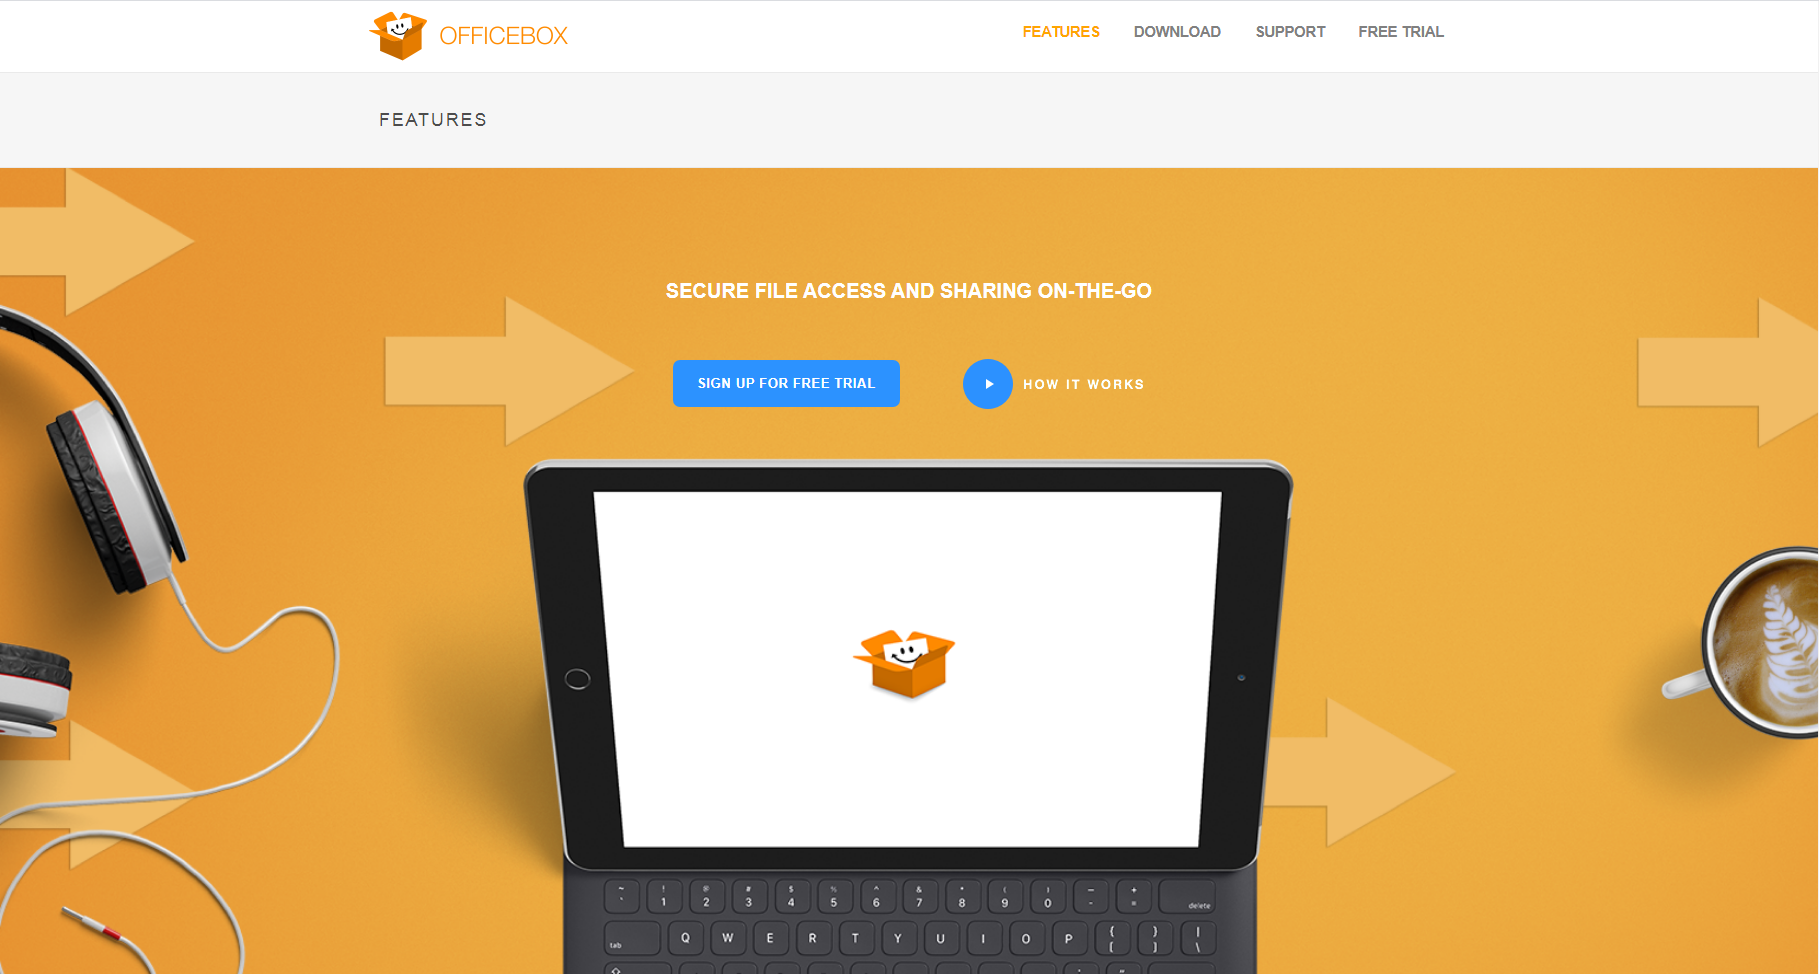 OFFICEBOX
FEATURES DOWNLOAD SUPPORT FREE TRIAL
FEATURES
SECURE FILE ACCESS AND SHARING ON-THE-GO
SIGN UP FOR FREE TRIAL
HOW IT WORKS
~ ! @ # $ % ^ & * ( ) — +
` 1 2 3 4 5 6 7 8 9 0 - = delete
tab Q W E R T Y U I O P { [ } ] | \